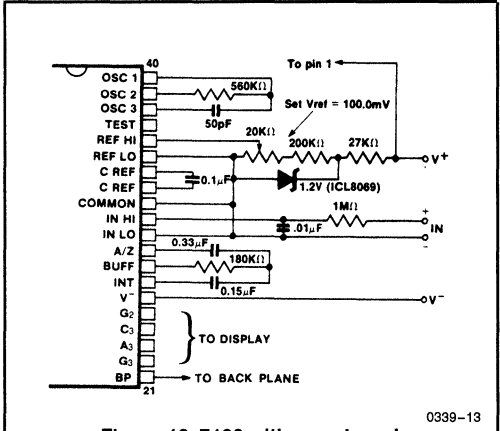 40
To pin 1
OSC 1
OSC 2
560KΩ
OSC 3
50pF
Set Vref = 100.0mV
TEST
REF HI
20KΩ
200KΩ
27KΩ
REF LO
V+
C REF
0.1μF
1.2V (ICL8069)
C REF
COMMON
1MΩ
+
IN HI
.01μF
IN
IN LO
-
A/Z
0.33μF
BUFF
180KΩ
INT
0.15μF
V-
V-
G2
C3
TO DISPLAY
A3
G3
BP
TO BACK PLANE
21
0339-13